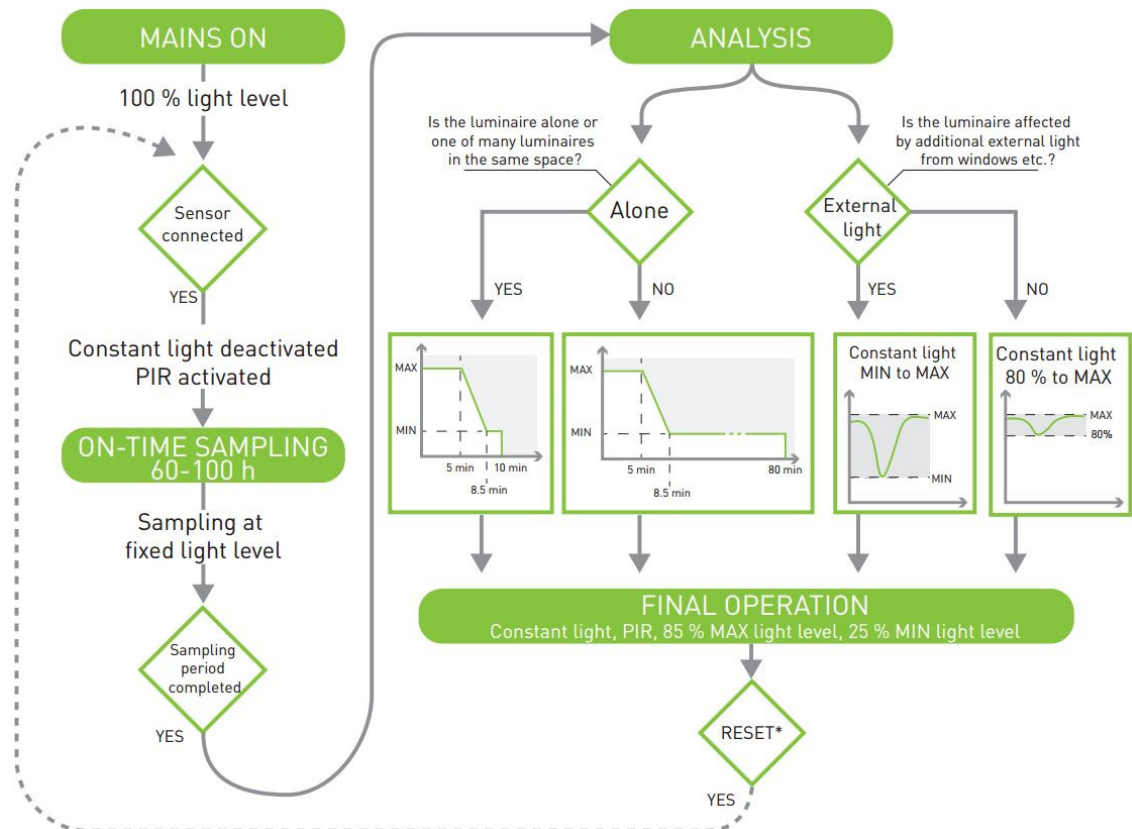 MAINS ON
100 % light level
Sensor
connected
YES
Constant light deactivated
PIR activated
ON-TIME SAMPLING
60-100 h
Sampling at
fixed light level
Sampling
period
completed
YES
ANALYSIS
Is the luminaire alone or
one of many luminaires
in the same space?
Alone
YES
NO
Is the luminaire affected
by additional external light
from windows etc.?
External
light
YES
NO
MAX
MIN
5 min
10 min
8.5 min
MAX
MIN
5 min
80 min
8.5 min
Constant light
MIN to MAX
MAX
MIN
Constant light
80 % to MAX
MAX
80%
FINAL OPERATION
Constant light, PIR, 85 % MAX light level, 25 % MIN light level
RESET*
YES